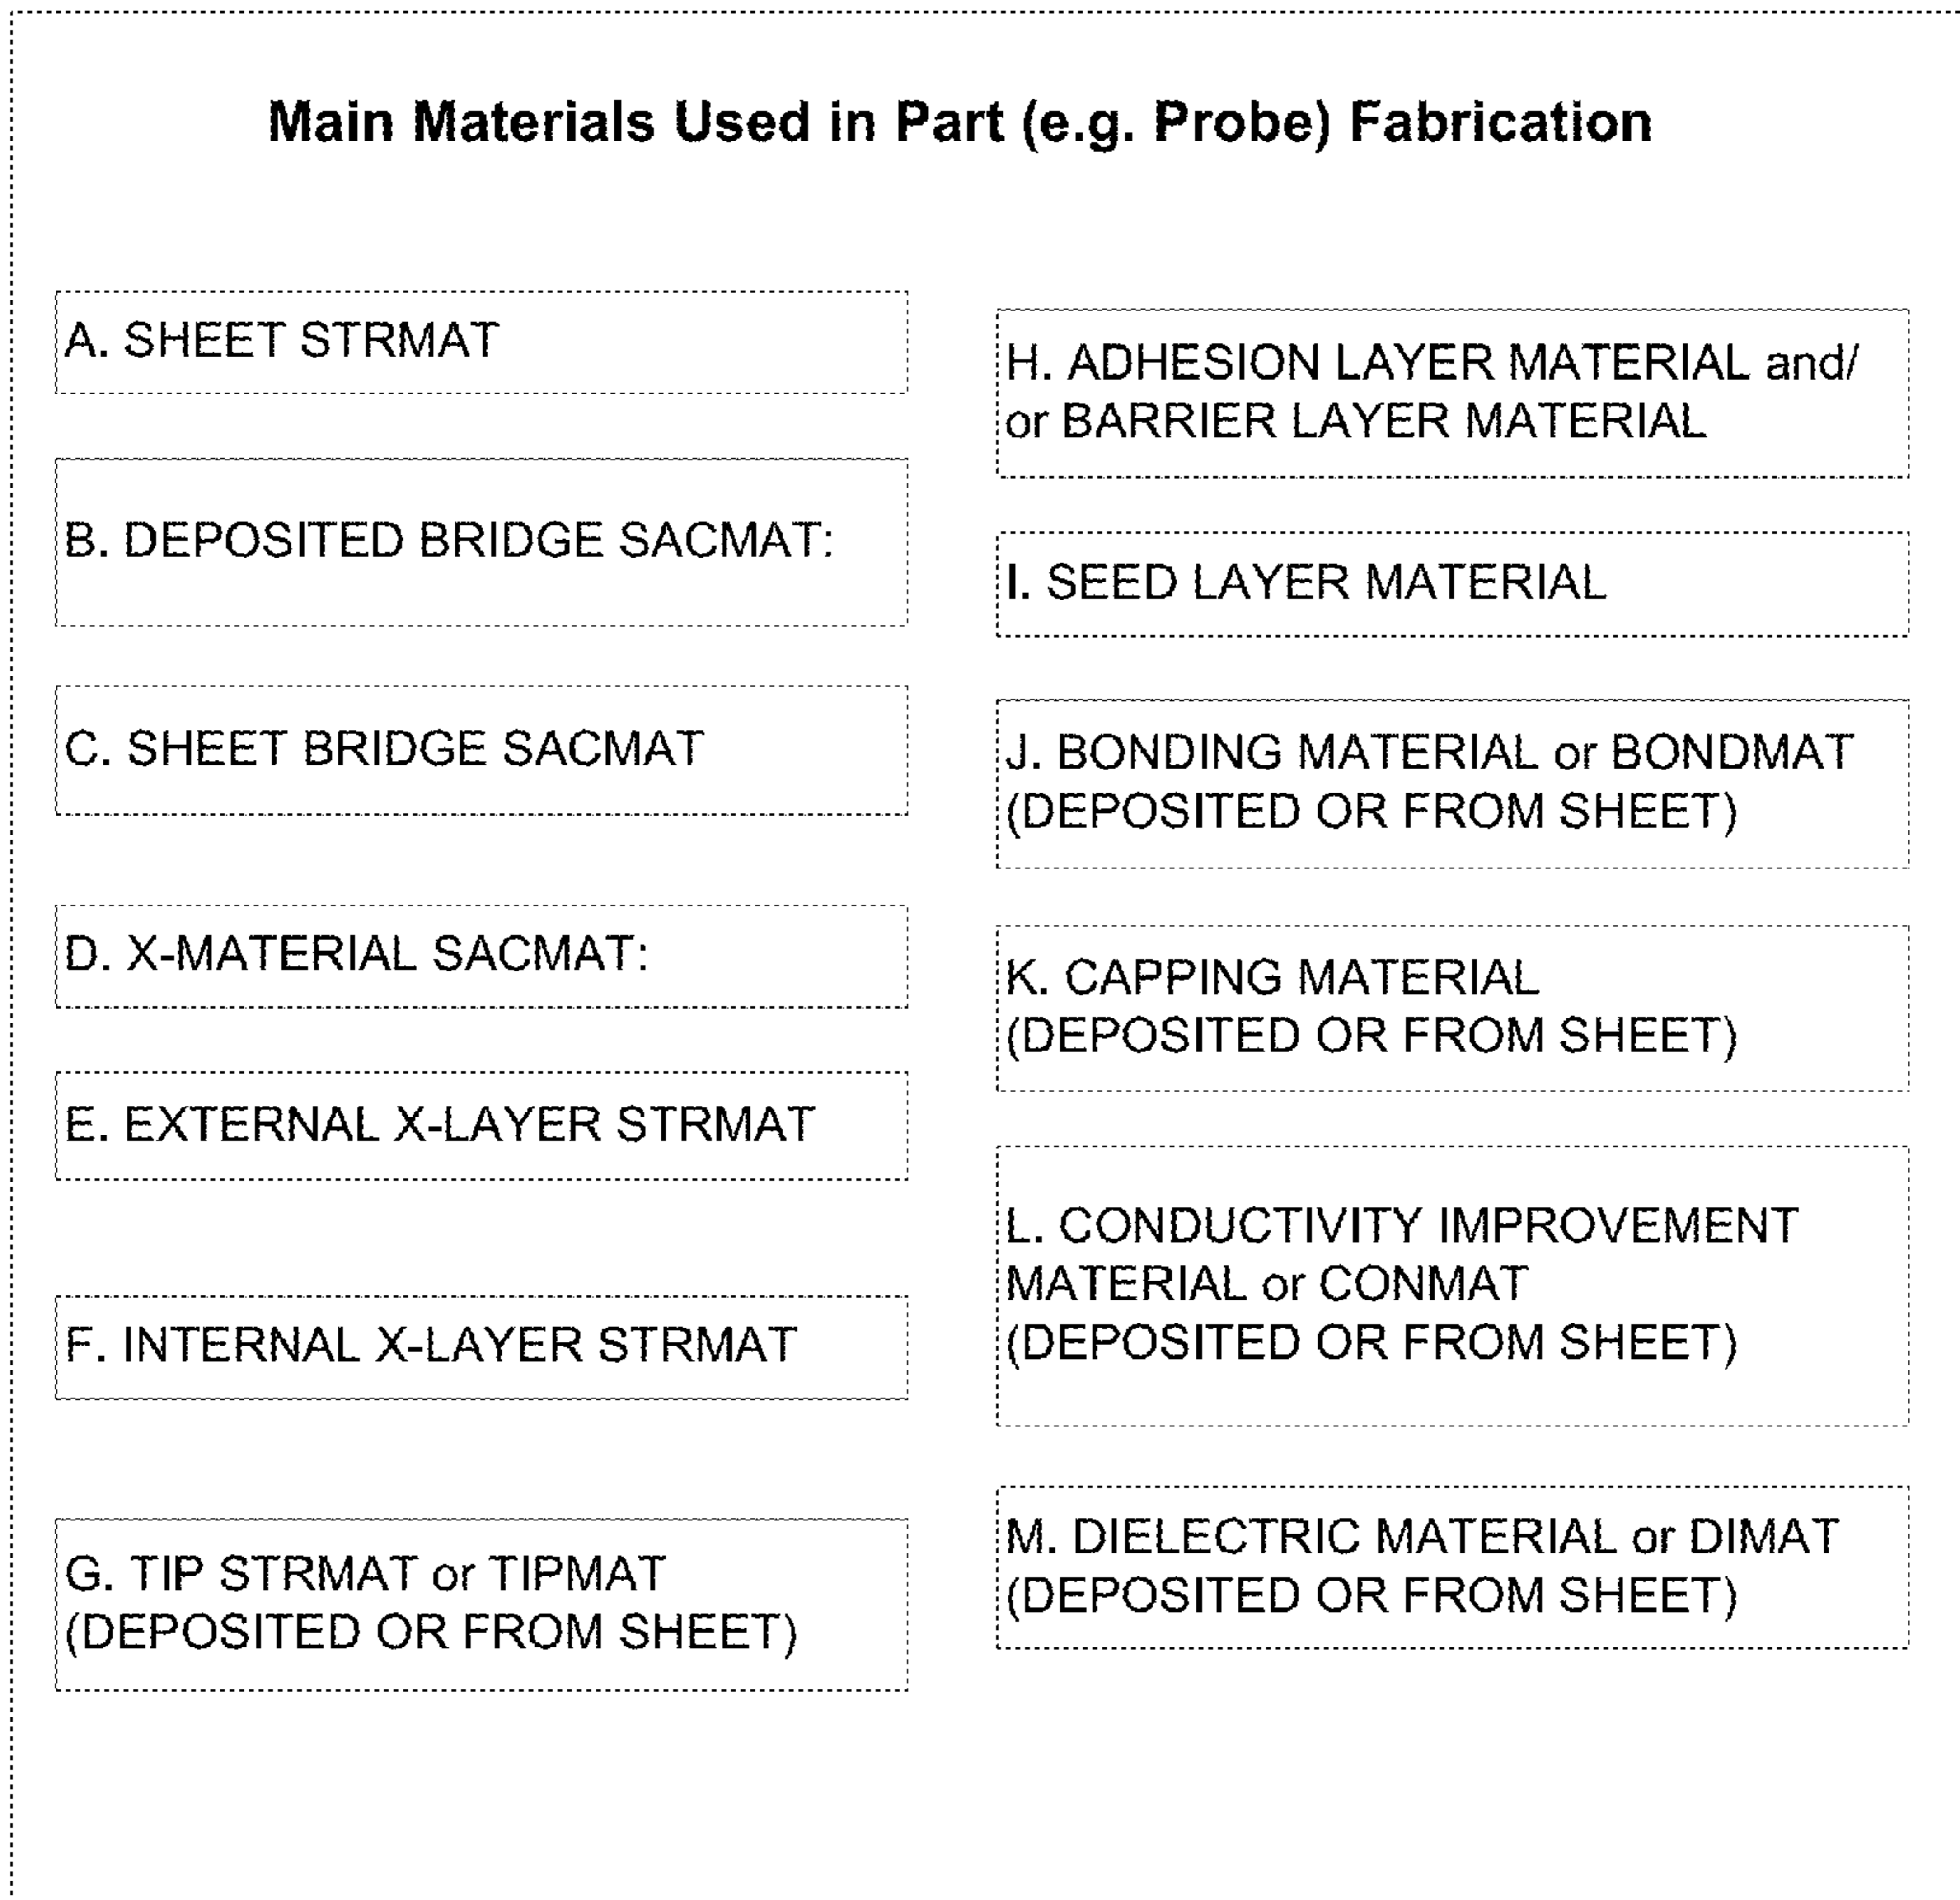 Main Materials Used in Part (e.g. Probe) Fabrication
A. SHEET STRMAT
B. DEPOSITED BRIDGE SACMAT:
C. SHEET BRIDGE SACMAT
D. X-MATERIAL SACMAT:
E. EXTERNAL X-LAYER STRMAT
F. INTERNAL X-LAYER STRMAT
G. TIP STRMAT or TIPMAT
(DEPOSITED OR FROM SHEET)
H. ADHESION LAYER MATERIAL and/
or BARRIER LAYER MATERIAL
I. SEED LAYER MATERIAL
J. BONDING MATERIAL or BONDMAT
(DEPOSITED OR FROM SHEET)
K. CAPPING MATERIAL
(DEPOSITED OR FROM SHEET)
L. CONDUCTIVITY IMPROVEMENT
MATERIAL or CONMAT
(DEPOSITED OR FROM SHEET)
M. DIELECTRIC MATERIAL or DIMAT
(DEPOSITED OR FROM SHEET)